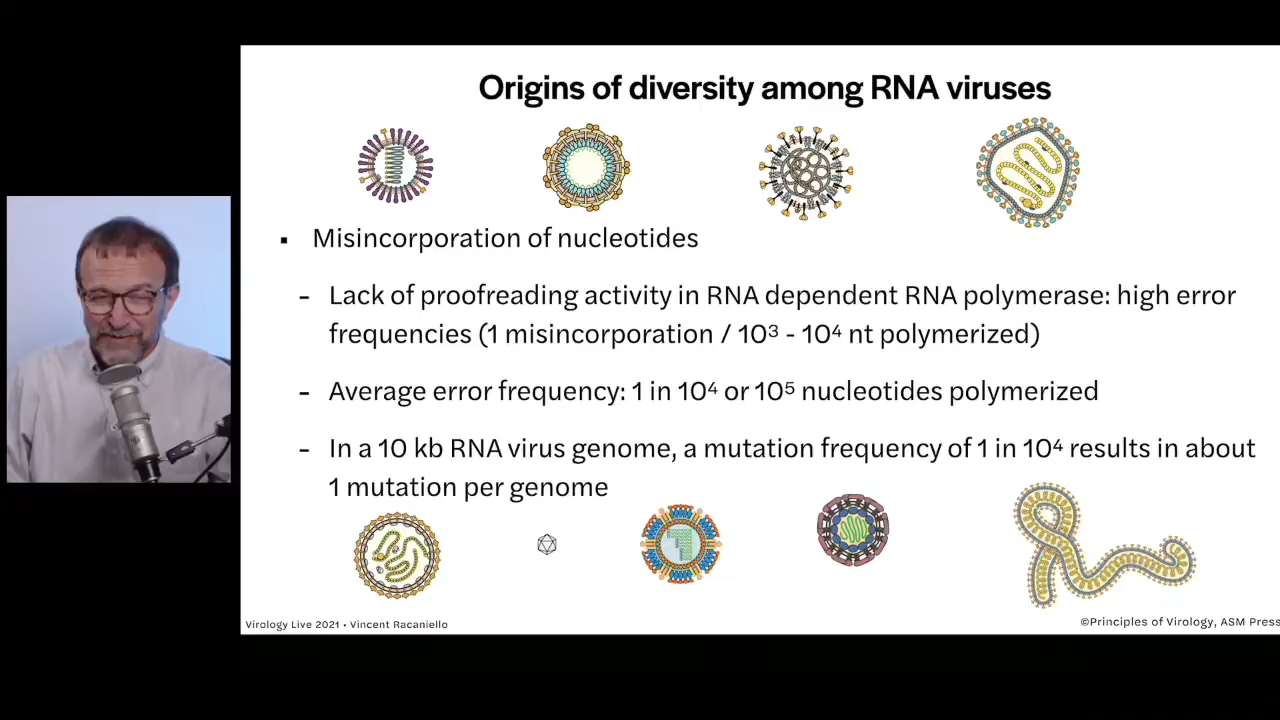 Origins of diversity among RNA viruses
▪ Misincorporation of nucleotides
- Lack of proofreading activity in RNA dependent RNA polymerase: high error
frequencies (1 misincorporation / 10³ - 10⁴ nt polymerized)
- Average error frequency: 1 in 10⁴ or 10⁵ nucleotides polymerized
- In a 10 kb RNA virus genome, a mutation frequency of 1 in 10⁴ results in about
1 mutation per genome
Virology Live 2021 • Vincent Racaniello
©Principles of Virology, ASM Press